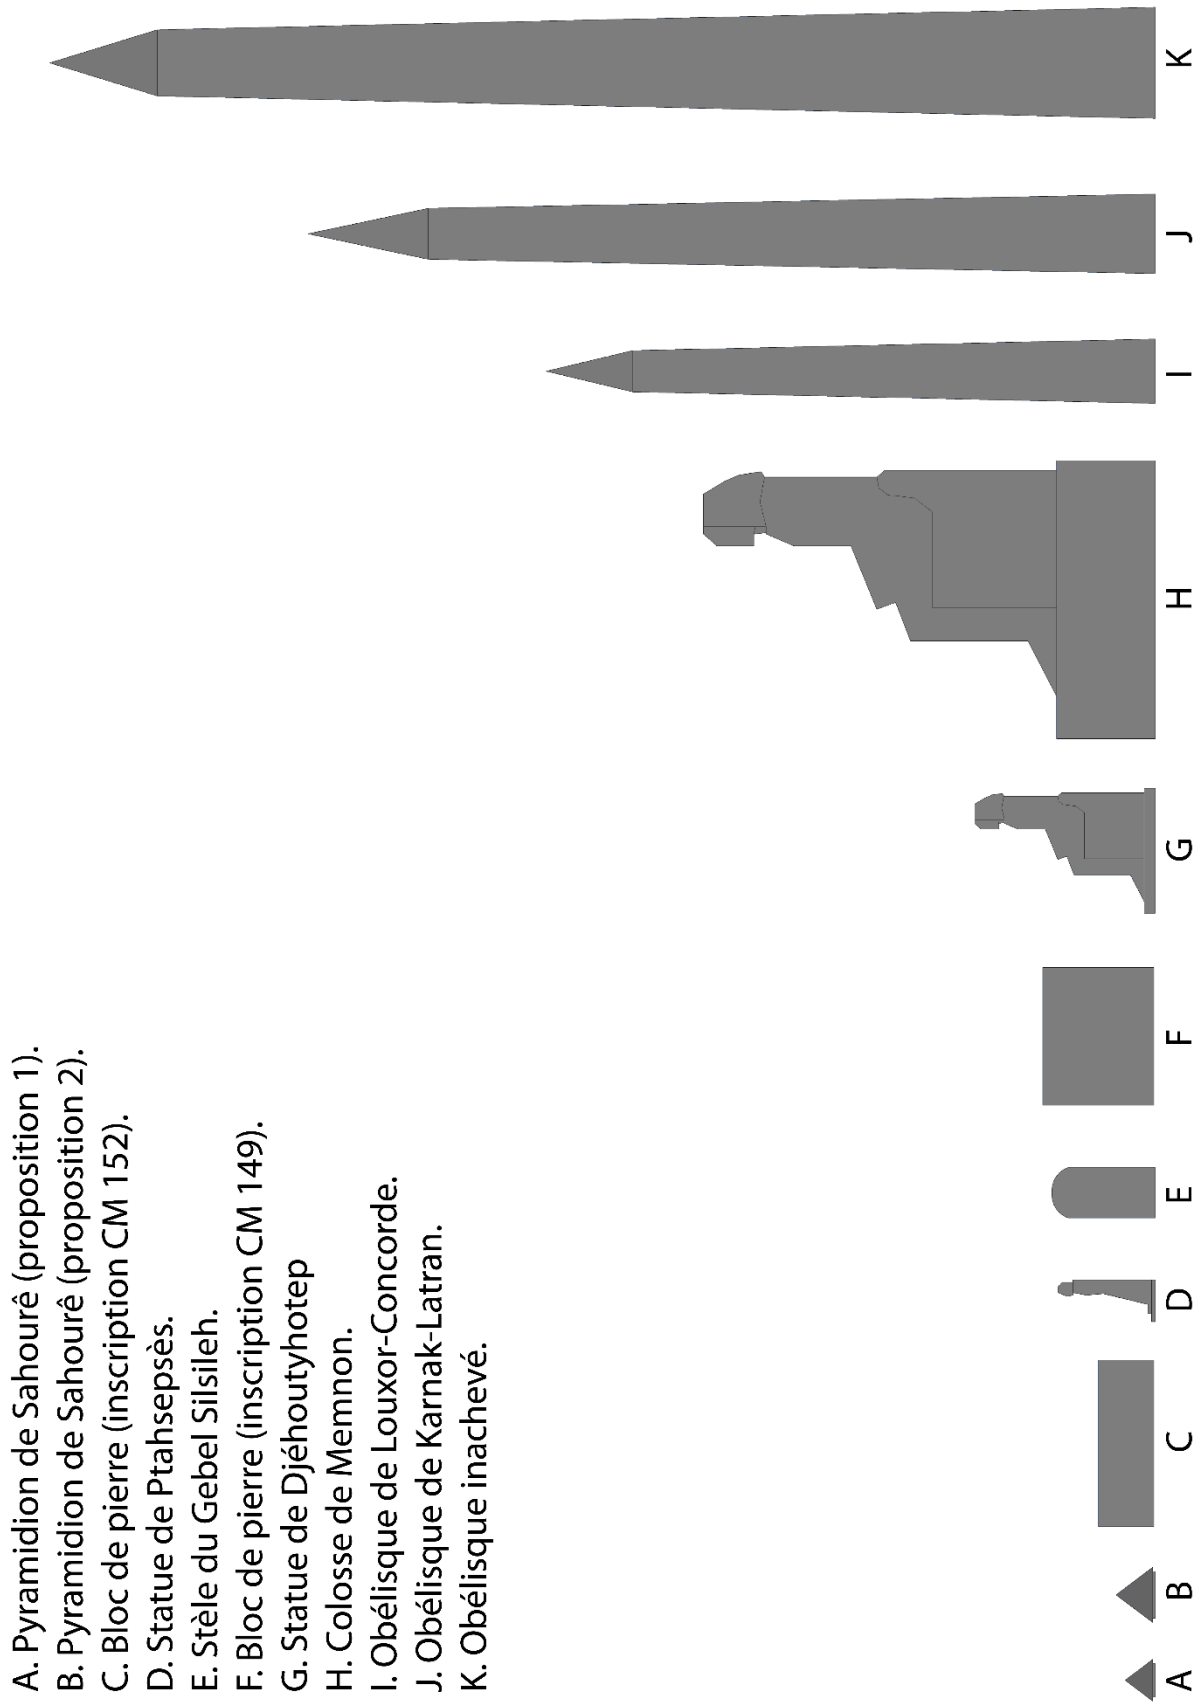 A. Pyramidion de Sahourê (proposition 1).
B. Pyramidion de Sahourê (proposition 2).
C. Bloc de pierre (inscription CM 152).
D. Statue de Ptahsepsès.
E. Stèle du Gebel Silsileh.
F. Bloc de pierre (inscription CM 149).
G. Statue de Djéhoutyhotep
H. Colosse de Memnon.
I. Obélisque de Louxor-Concorde.
J. Obélisque de Karnak-Latran.
K. Obélisque inachevé.
A B C D E F G H I J K